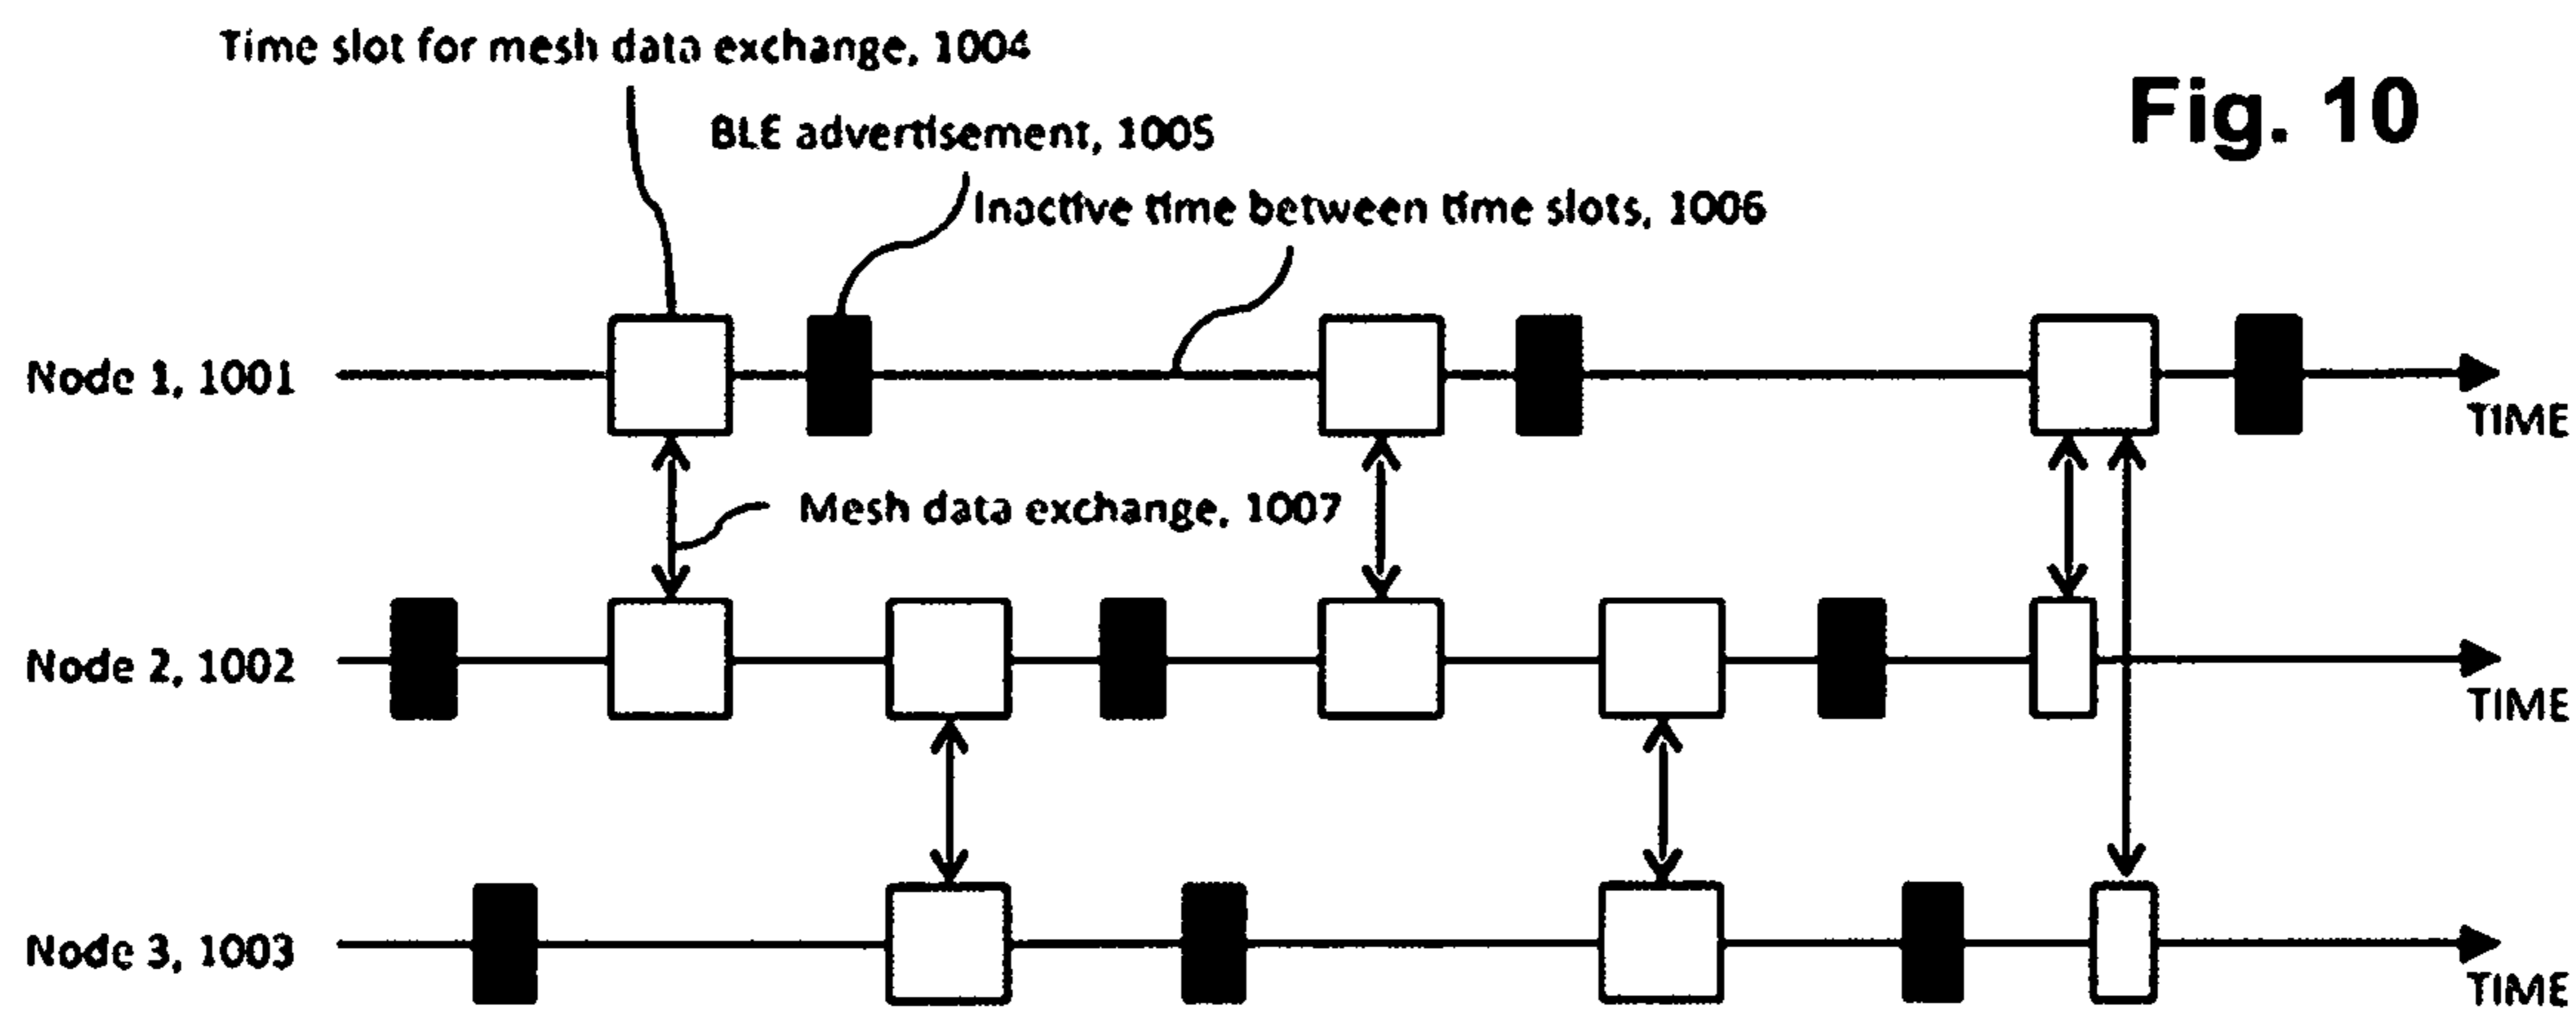 Time slot for mesh data exchange, 1004
Fig. 10
BLE advertisement, 1005
Inactive time between time slots, 1006
Node 1, 1001
TIME
Mesh data exchange, 1007
Node 2, 1002
TIME
Node 3, 1003
TIME